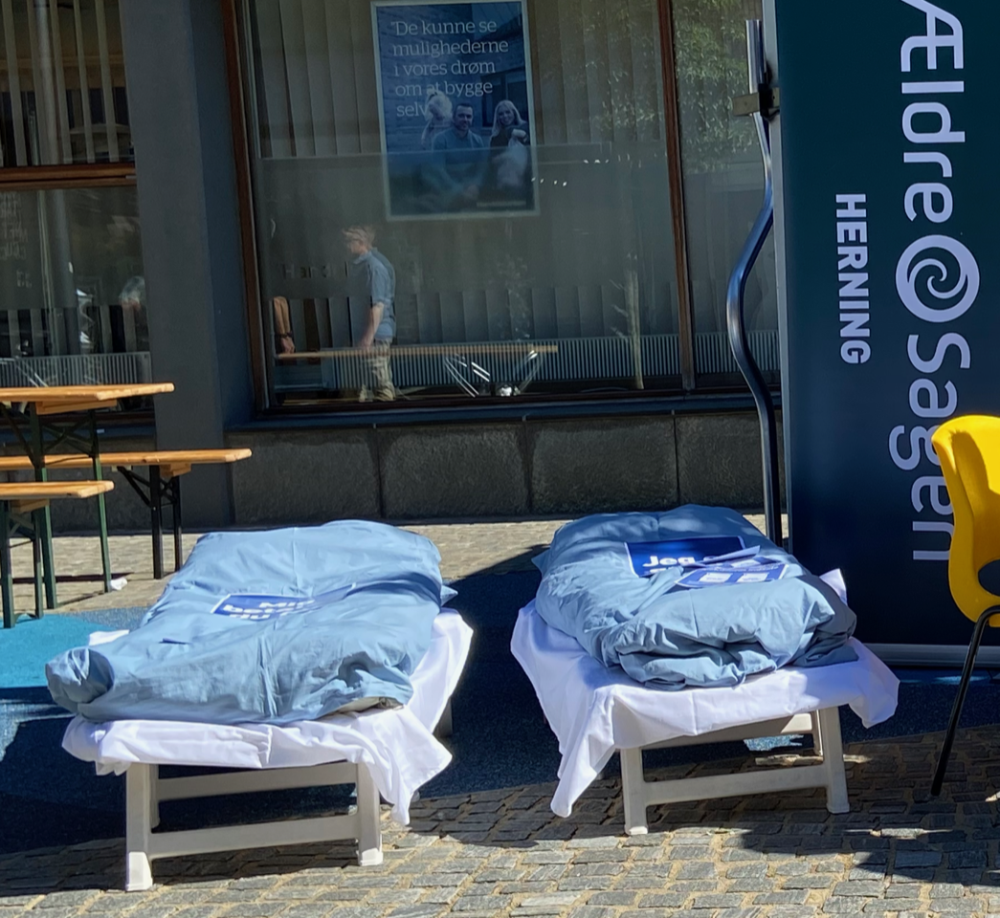 "De kunne se
mulighederne
i vores drøm
om at bygge
selv
Ældre Sagen
HERNING
Jeg